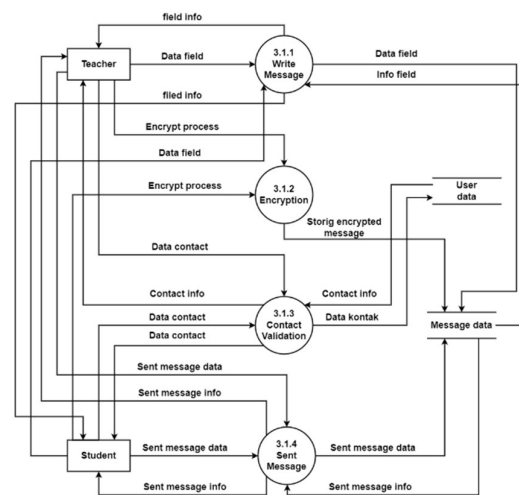 field info
3.1.1
Write
Message
Teacher
Data field
Data field
Info field
filed info
Encrypt process
Data field
3.1.2
Encryption
Encrypt process
User
data
Storig encrypted
message
Data contact
Contact info
Contact info
3.1.3
Contact
Validation
Data contact
Data kontak
Message data
Data contact
Sent message data
Sent message info
3.1.4
Sent
Message
Student
Sent message data
Sent message data
Sent message info
Sent message info